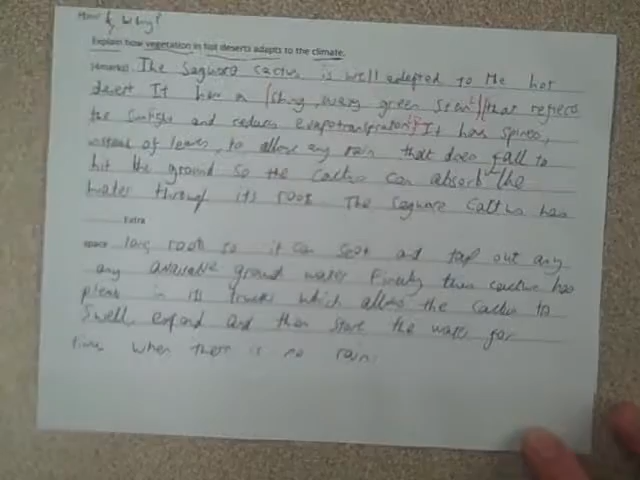 How & Why?
Explain how vegetation in hot deserts adapts to the climate.
(4marks) The Saguaro cactus is well adapted to the hot
desert It has a shiny, waxy green stem that reflects
the sunlight and reduces evapotranspiration It has spines,
instead of leaves, to allow any rain that does fall to
hit the ground so the cactus can absorb the
water through its roots The Saguaro Cactus has
Extra
space long roots so it can seek and tap out any
any available ground water Finally the cactus has
pleats in its trunk which allows the cactus to
Swell, expand and then store the water for
time when there is no rain.